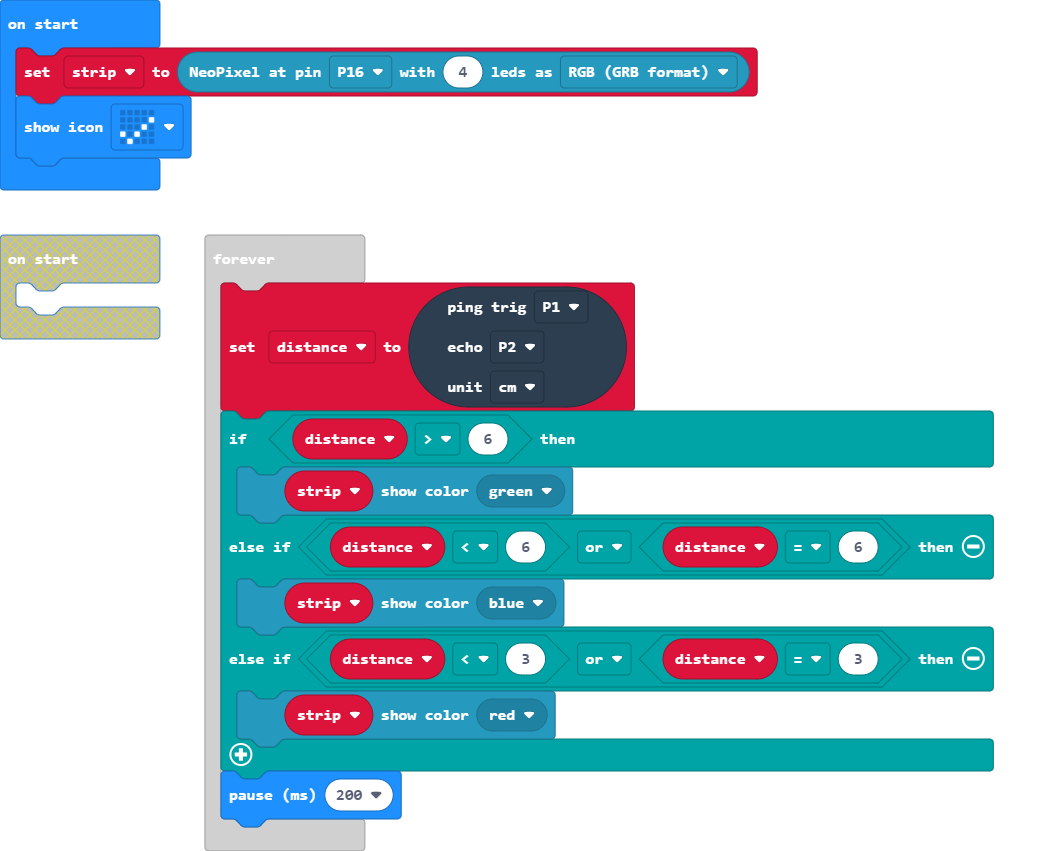 on start
set strip to NeoPixel at pin P16 with 4 leds as RGB (GRB format)
show icon
on start
forever
set distance to ping trig P1
echo P2
unit cm
if distance > 6 then
strip show color green
else if distance < 6 or distance = 6 then
strip show color blue
else if distance < 3 or distance = 3 then
strip show color red
pause (ms) 200